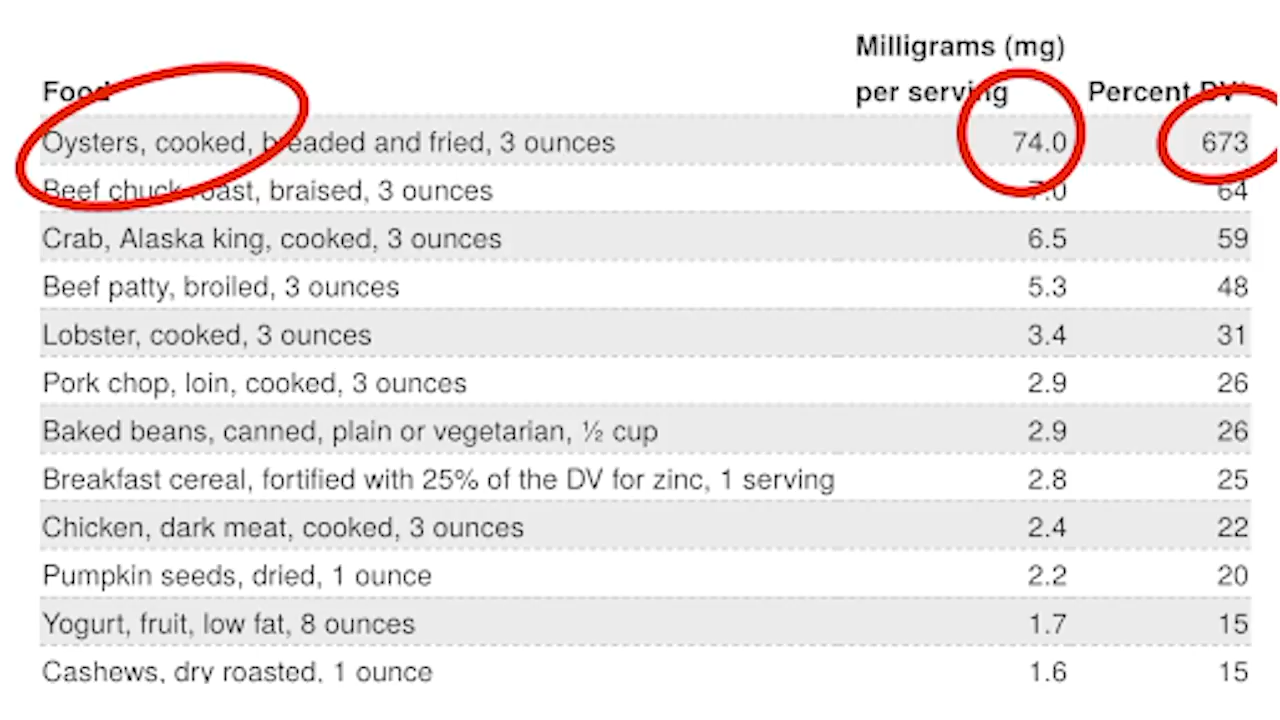 Milligrams (mg)
Food per serving Percent DV*
Oysters, cooked, breaded and fried, 3 ounces 74.0 673
Beef chuck roast, braised, 3 ounces 7.0 64
Crab, Alaska king, cooked, 3 ounces 6.5 59
Beef patty, broiled, 3 ounces 5.3 48
Lobster, cooked, 3 ounces 3.4 31
Pork chop, loin, cooked, 3 ounces 2.9 26
Baked beans, canned, plain or vegetarian, ½ cup 2.9 26
Breakfast cereal, fortified with 25% of the DV for zinc, 1 serving 2.8 25
Chicken, dark meat, cooked, 3 ounces 2.4 22
Pumpkin seeds, dried, 1 ounce 2.2 20
Yogurt, fruit, low fat, 8 ounces 1.7 15
Cashews, dry roasted, 1 ounce 1.6 15